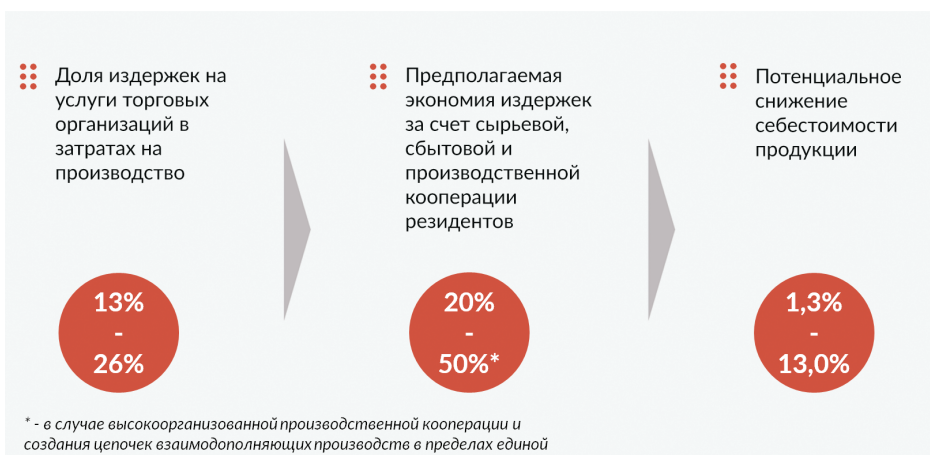 Доля издержек на
услуги торговых
организаций в
затратах на
производство
13%
-
26%
Предполагаемая
экономия издержек
за счет сырьевой,
сбытовой и
производственной
кооперации
резидентов
20%
-
50%*
Потенциальное
снижение
себестоимости
продукции
1,3%
-
13,0%
* - в случае высокоорганизованной производственной кооперации и
создания цепочек взаимодополняющих производств в пределах единой